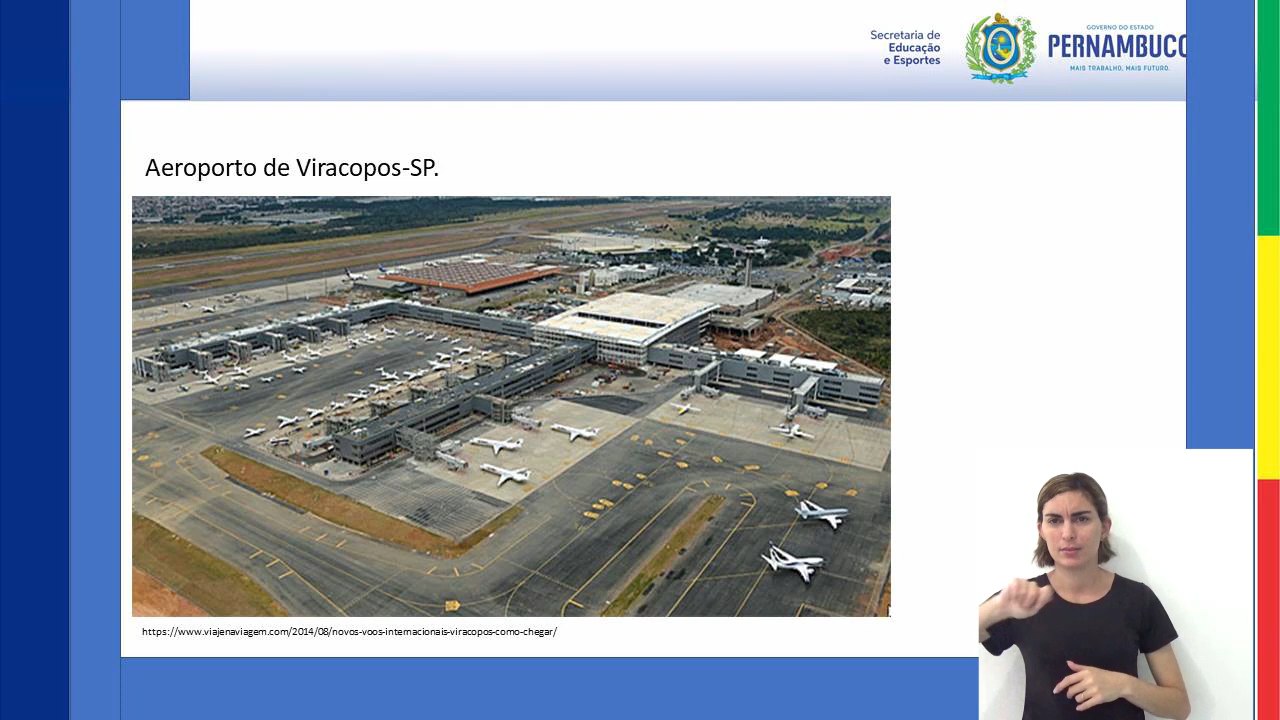 Secretaria de
Educação
e Esportes
GOVERNO DO ESTADO
PERNAMBUCO
MAIS TRABALHO, MAIS FUTURO.
Aeroporto de Viracopos-SP.
https://www.viajenaviagem.com/2014/08/novos-voos-internacionais-viracopos-como-chegar/